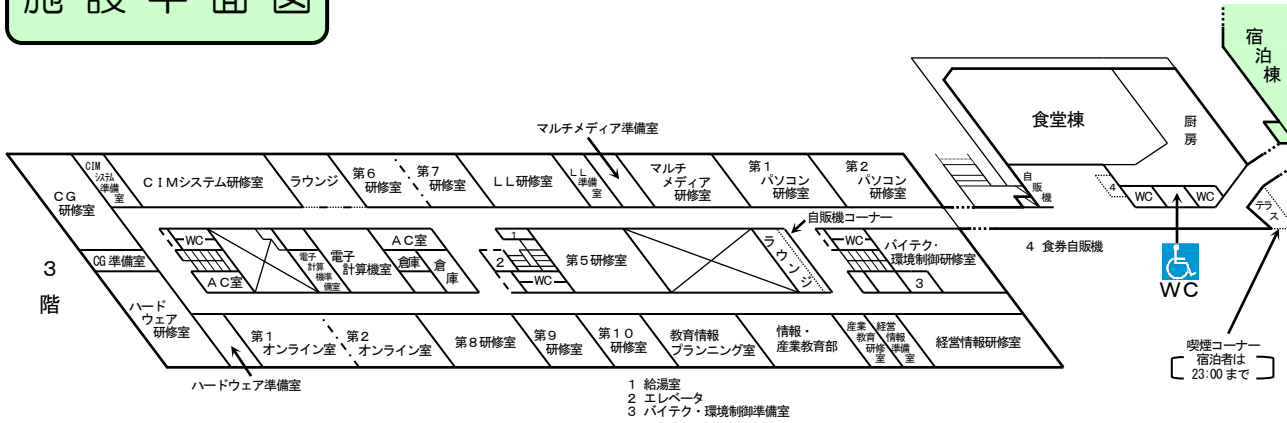 施設平面図
宿泊棟
食堂棟
厨房
自販機
4
WC
WC
テラス
マルチメディア準備室
CG
研修室
CIM
システム
準備室
CIMシステム研修室
ラウンジ
第6
研修室
第7
研修室
LL研修室
LL
準備室
マルチ
メディア
研修室
第1
パソコン
研修室
第2
パソコン
研修室
自販機コーナー
4 食券自販機
WC
3階
CG準備室
WC
AC室
電子計算機準備室
電子
計算機室
AC室
倉庫
倉庫
1
2
WC
第5研修室
ラウンジ
WC
バイテク・
環境制御研修室
3
ハード
ウェア
研修室
第1
オンライン室
第2
オンライン室
第8研修室
第9
研修室
第10
研修室
教育情報
プランニング室
情報・
産業教育部
産業
教育
研修室
経営
情報
準備室
経営情報研修室
ハードウェア準備室
1 給湯室
2 エレベータ
3 バイテク・環境制御準備室
喫煙コーナー
宿泊者は
23:00まで